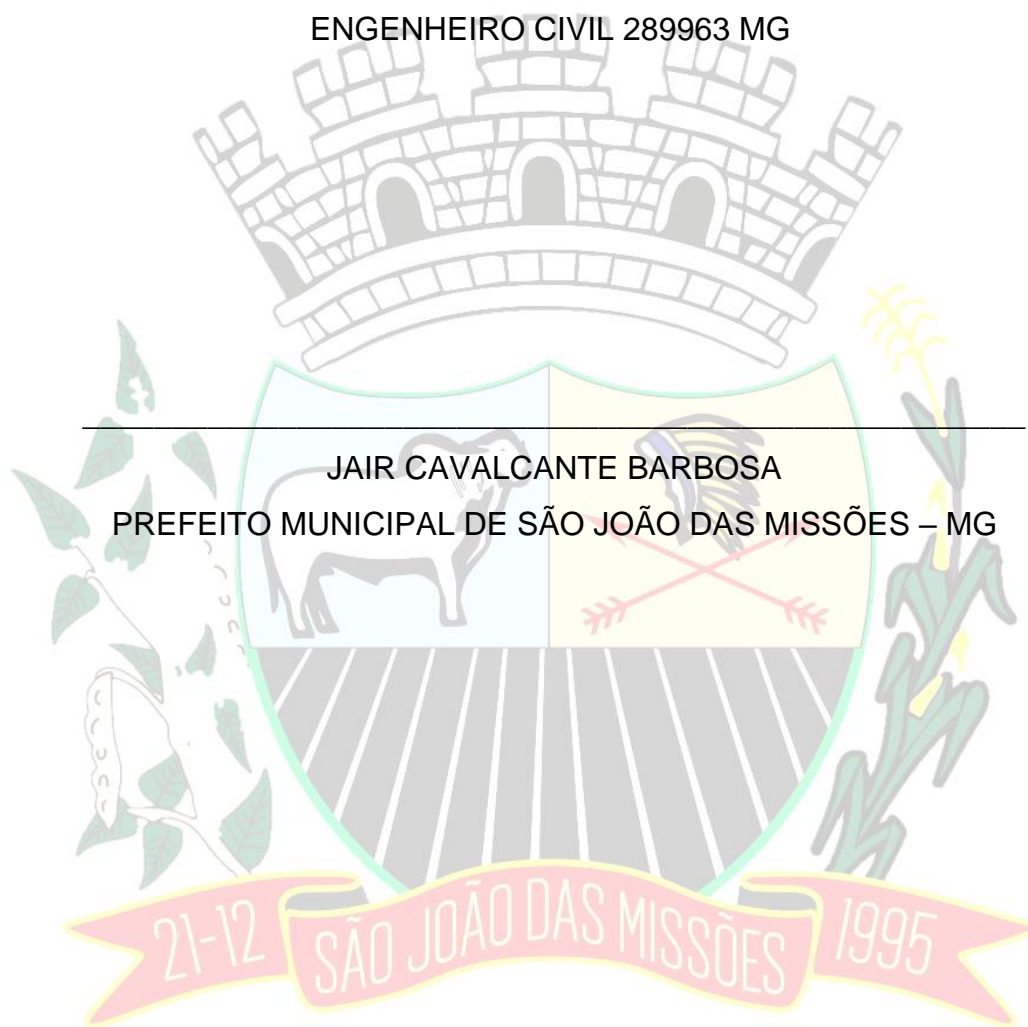 ENGENHEIRO CIVIL 289963 MG
JAIR CAVALCANTE BARBOSA
PREFEITO MUNICIPAL DE SÃO JOÃO DAS MISSÕES – MG
21-12 SÃO JOÃO DAS MISSÕES 1995